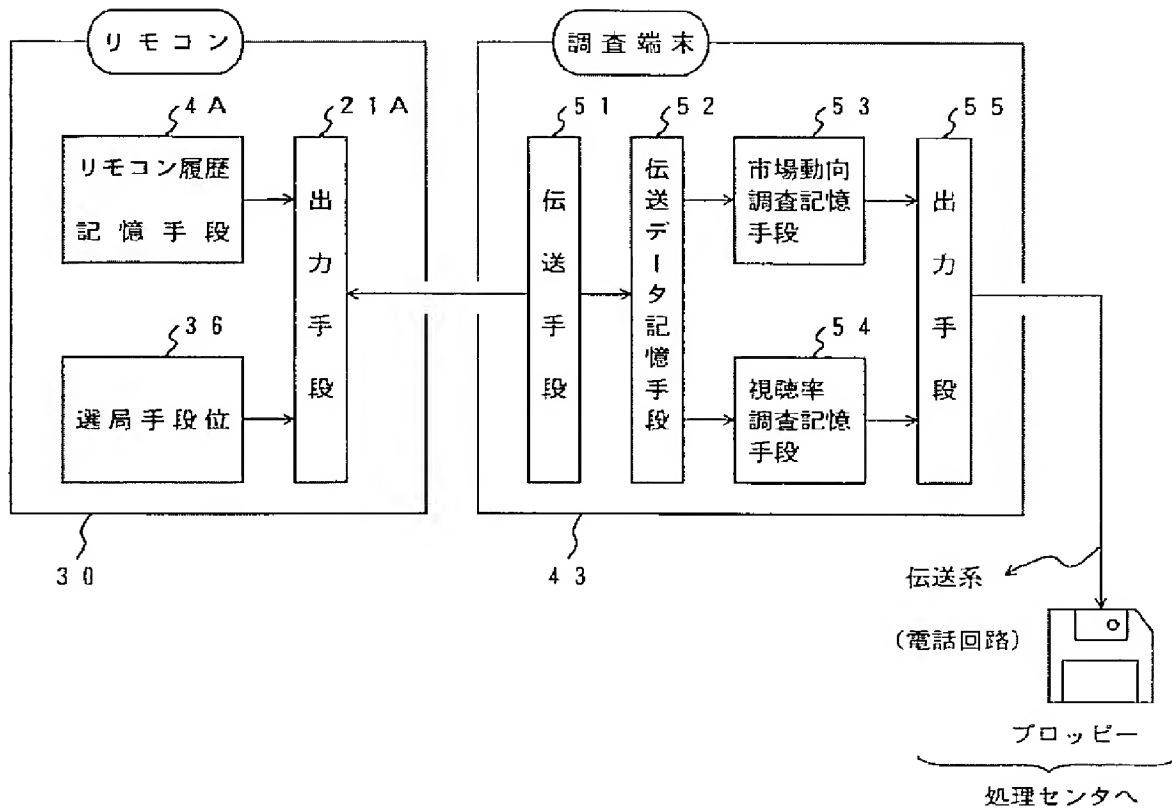 リモコン
4A
リモコン履歴
記憶手段
21A
出力手段
36
選局手段位
30
調査端末
51
伝送手段
52
伝送データ記憶手段
53
市場動向
調査記憶
手段
54
視聴率
調査記憶
手段
55
出力手段
43
伝送系
(電話回路)
プロッピー
処理センタへ